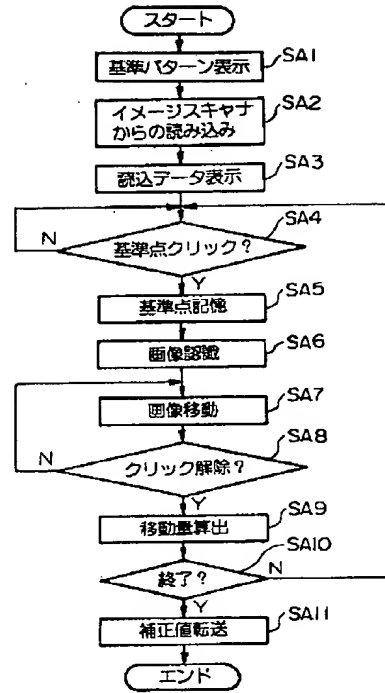 スタート
基準パターン表示
SA1
イメージスキャナ
からの読み込み
SA2
読込データ表示
SA3
基準点クリック?
SA4
N
Y
基準点記憶
SA5
画像認識
SA6
画像移動
SA7
クリック解除?
SA8
N
Y
移動量算出
SA9
終了?
SA10
N
Y
補正値転送
SA11
エンド